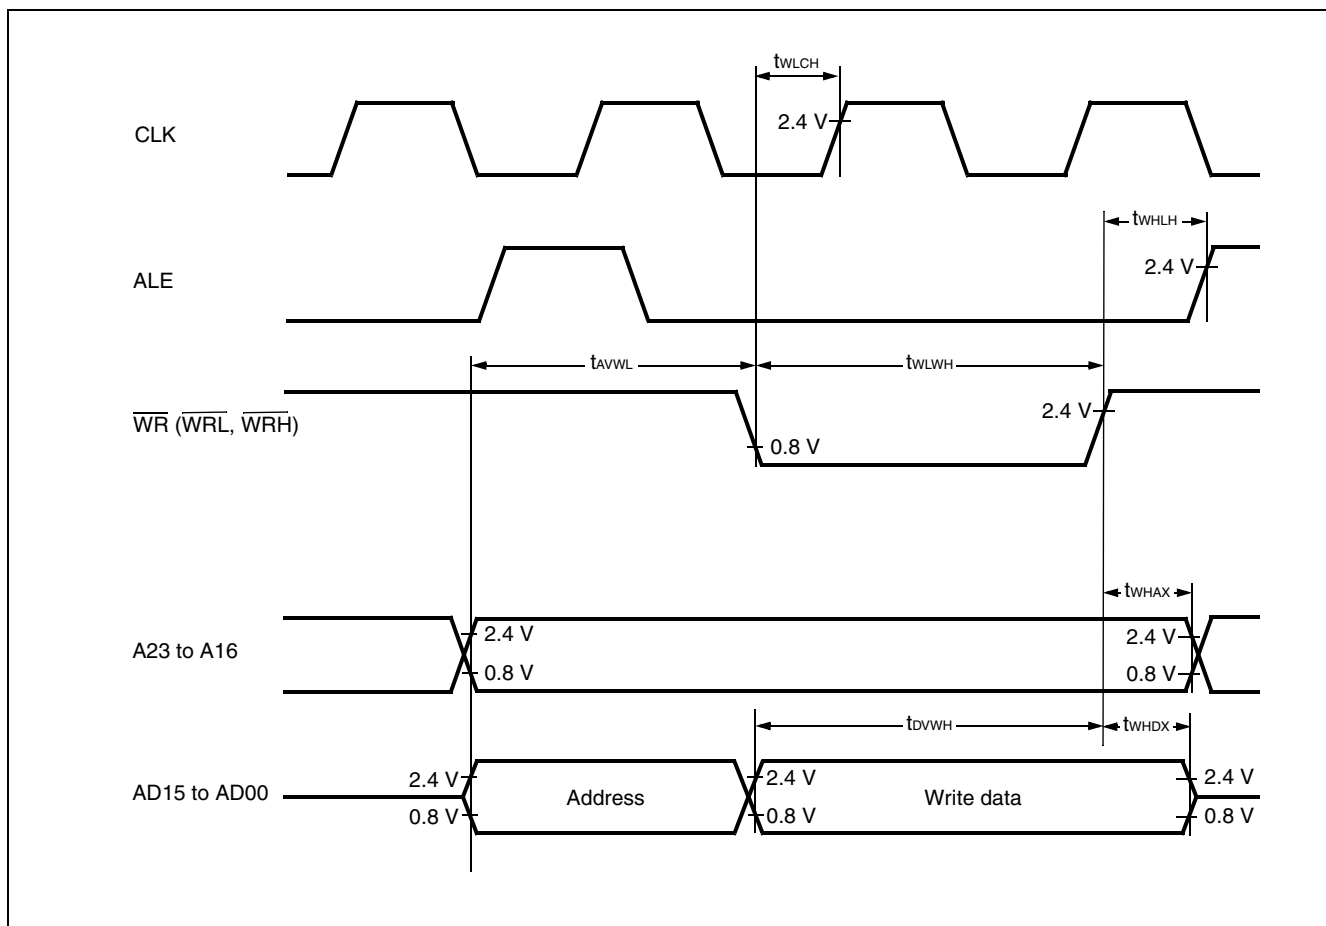 tWLCH
CLK
2.4 V
tWHLH
ALE
2.4 V
tAVWL
tWLWH
WR (WRL, WRH)
2.4 V
0.8 V
tWHAX
A23 to A16
2.4 V
2.4 V
0.8 V
0.8 V
tDVWH
tWHDX
AD15 to AD00
2.4 V
2.4 V
2.4 V
Address
Write data
0.8 V
0.8 V
0.8 V